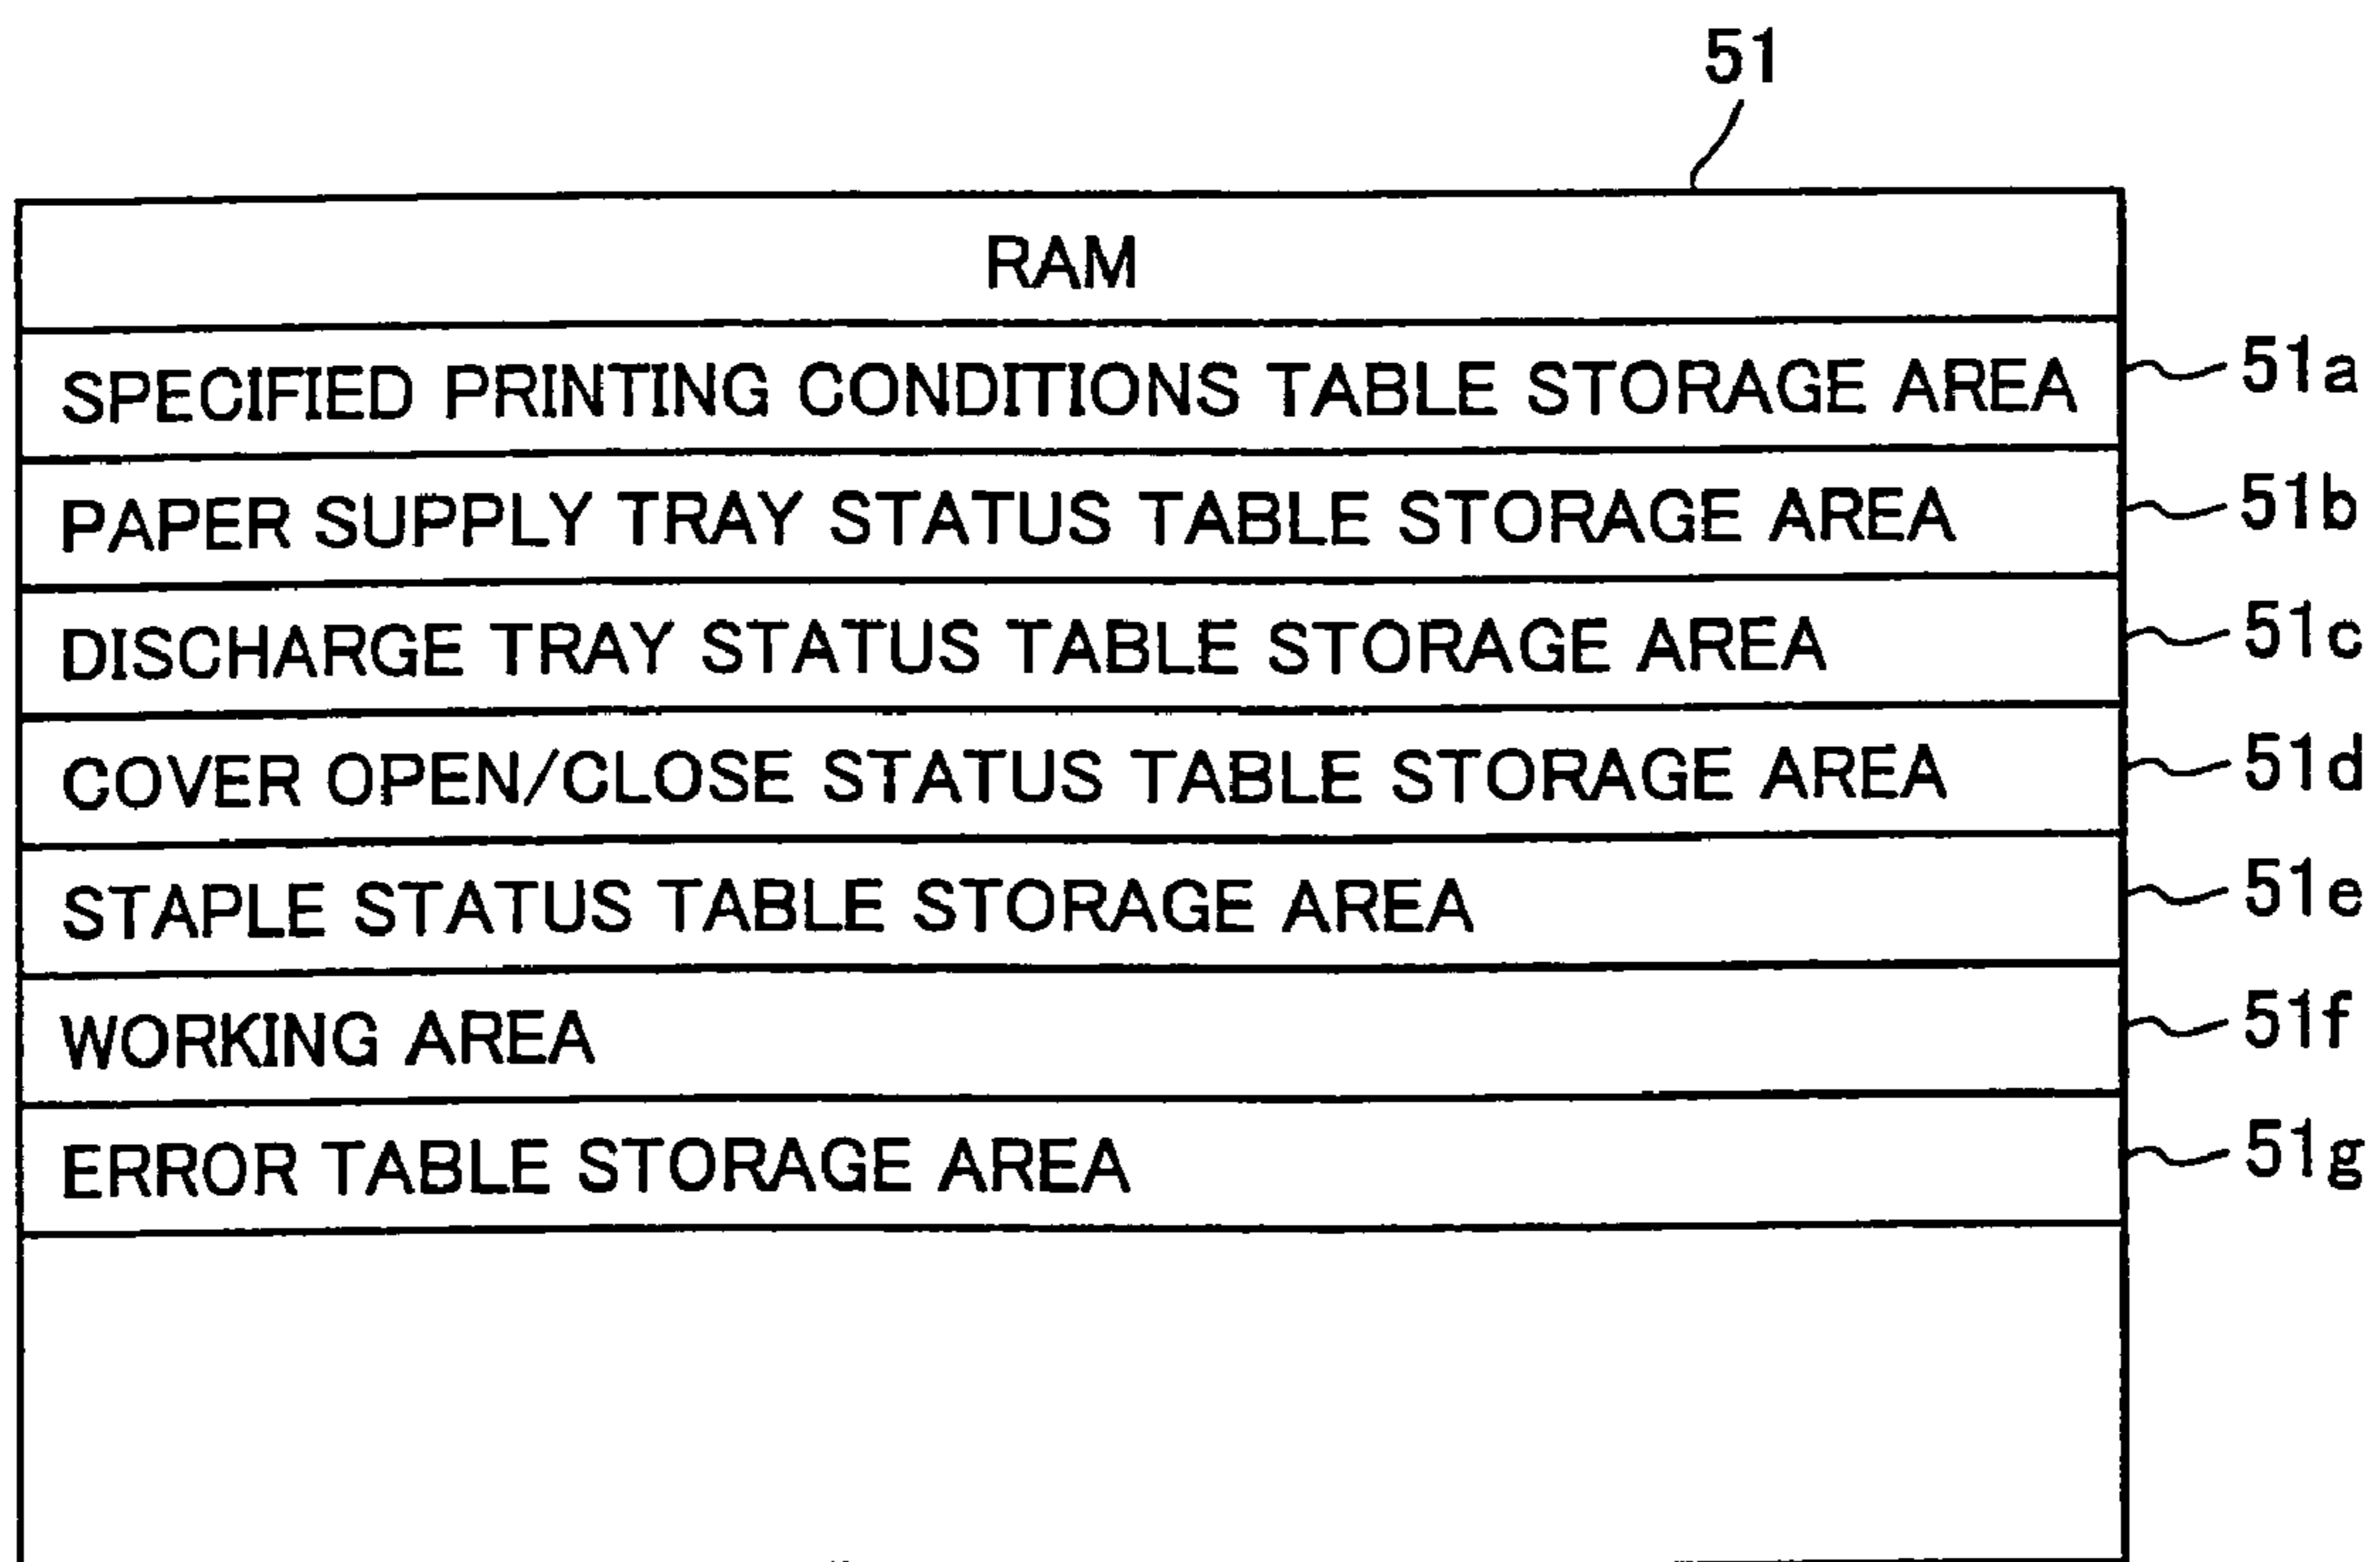 51
RAM
SPECIFIED PRINTING CONDITIONS TABLE STORAGE AREA 51a
PAPER SUPPLY TRAY STATUS TABLE STORAGE AREA 51b
DISCHARGE TRAY STATUS TABLE STORAGE AREA 51c
COVER OPEN/CLOSE STATUS TABLE STORAGE AREA 51d
STAPLE STATUS TABLE STORAGE AREA 51e
WORKING AREA 51f
ERROR TABLE STORAGE AREA 51g